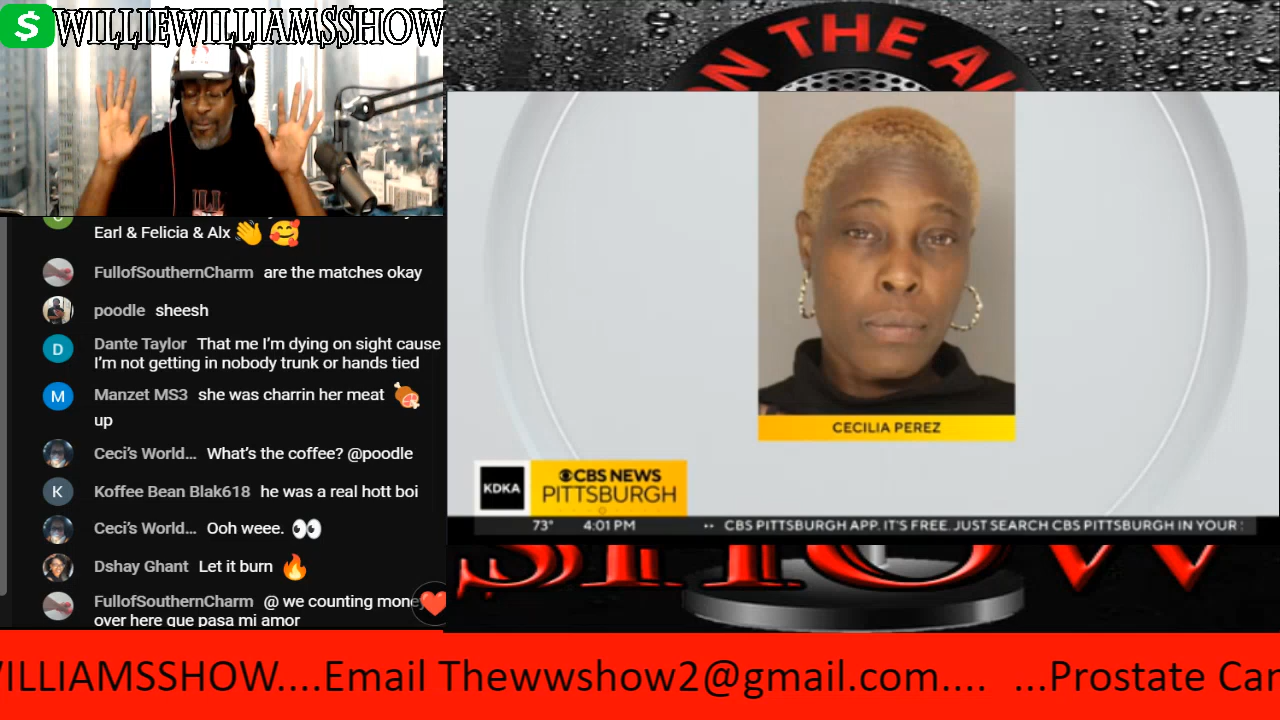 $ WILLIEWILLIAMSSHOW
ON THE AI
Earl & Felicia & Alx 👋 🥰
FullofSouthernCharm are the matches okay
poodle sheesh
D Dante Taylor That me I'm dying on sight cause
I'm not getting in nobody trunk or hands tied
M Manzet MS3 she was charrin her meat 🍖
up
Ceci's World... What's the coffee? @poodle
K Koffee Bean Blak618 he was a real hott boi
Ceci's World... Ooh weee. 👀
Dshay Ghant Let it burn 🔥
FullofSouthernCharm @ we counting money
over here que pasa mi amor
CECILIA PEREZ
KDKA
CBS NEWS
PITTSBURGH
73° 4:01 PM •• CBS PITTSBURGH APP. IT'S FREE. JUST SEARCH CBS PITTSBURGH IN YOUR
SHOW
WILLIAMSSHOW....Email Thewwshow2@gmail.com.... ...Prostate Can